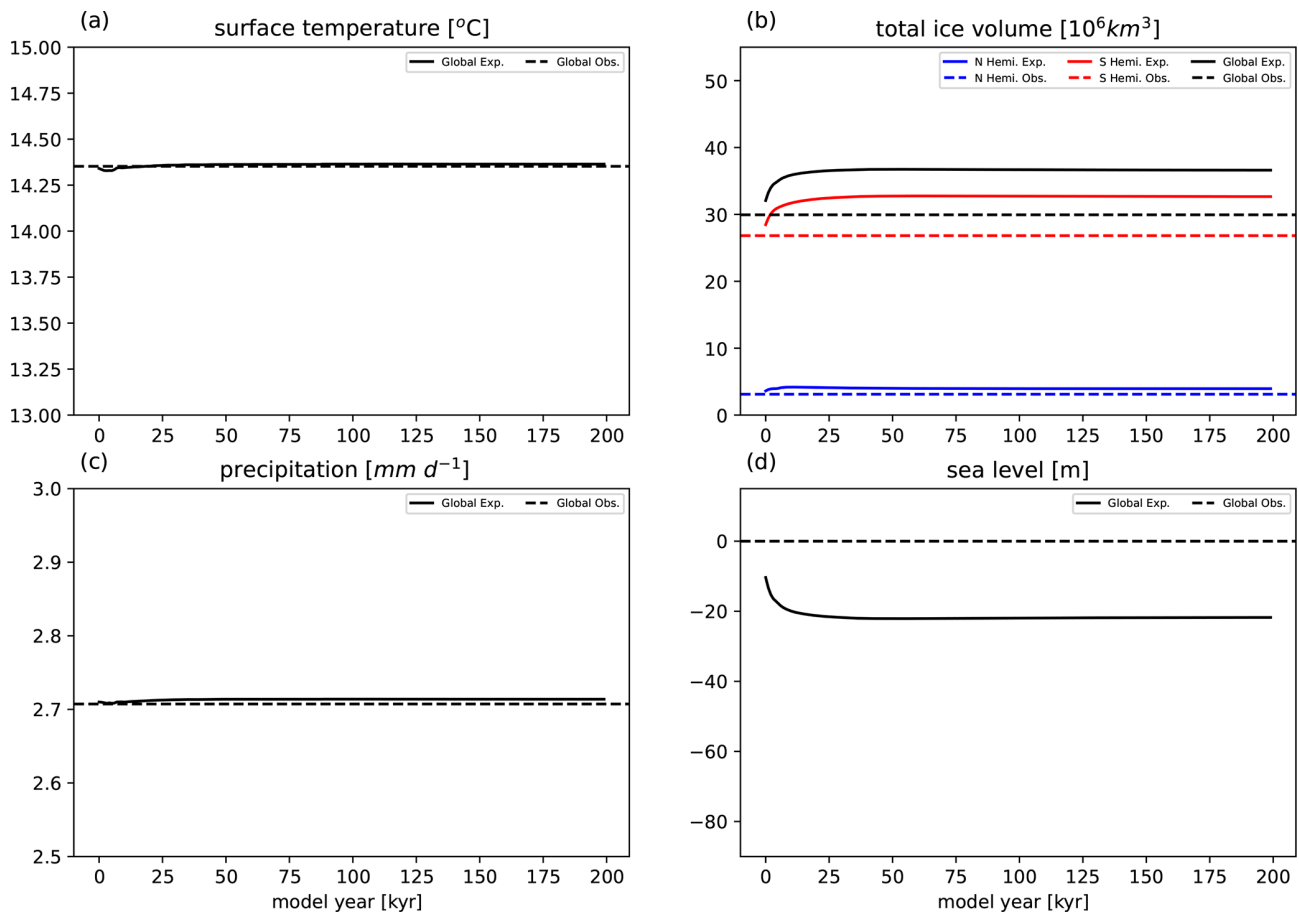 (a)
surface temperature [°C]
Global Exp. Global Obs.
15.00
14.75
14.50
14.25
14.00
13.75
13.50
13.25
13.00
0 25 50 75 100 125 150 175 200
(b)
total ice volume [10⁶km³]
N Hemi. Exp. S Hemi. Exp. Global Exp.
N Hemi. Obs. S Hemi. Obs. Global Obs.
50
40
30
20
10
0
0 25 50 75 100 125 150 175 200
(c)
precipitation [mm d⁻¹]
Global Exp. Global Obs.
3.0
2.9
2.8
2.7
2.6
2.5
0 25 50 75 100 125 150 175 200
model year [kyr]
(d)
sea level [m]
Global Exp. Global Obs.
0
−20
−40
−60
−80
0 25 50 75 100 125 150 175 200
model year [kyr]